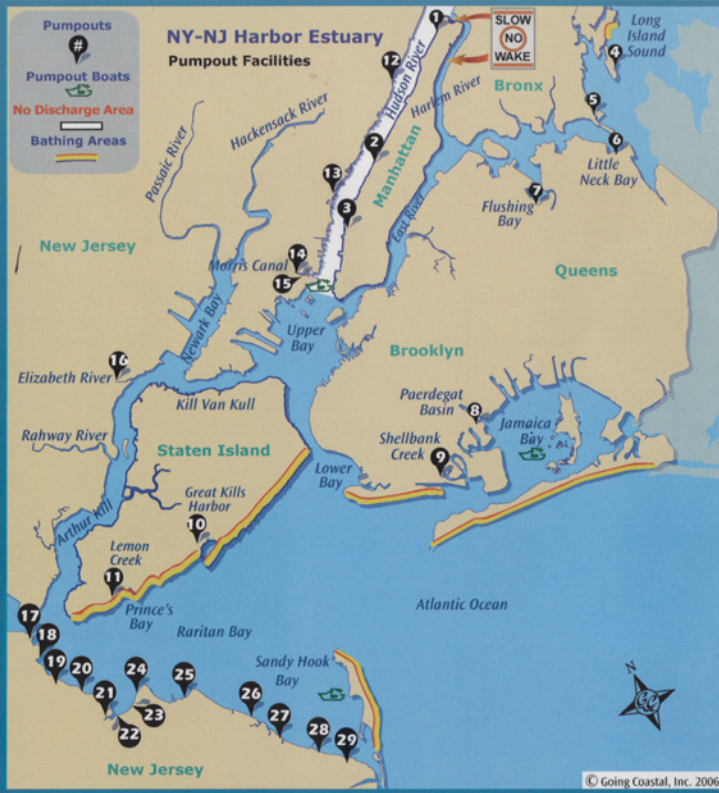 Pumpouts
#
Pumpout Boats
No Discharge Area
Bathing Areas
NY-NJ Harbor Estuary
Pumpout Facilities
1
SLOW
NO
WAKE
Long
Island
Sound
4
12
Hudson River
Harlem River
Bronx
5
6
Little
Neck Bay
Hackensack River
Passaic River
2
Manhattan
13
3
East River
7
Flushing
Bay
New Jersey
14
Morris Canal
15
Queens
Newark Bay
Upper
Bay
Brooklyn
16
Elizabeth River
Kill Van Kull
Paerdegat
Basin
8
Jamaica
Bay
Rahway River
Staten Island
Shellbank
Creek
9
Lower
Bay
Great Kills
Harbor
10
Arthur Kill
Lemon
Creek
11
Prince's
Bay
Atlantic Ocean
Raritan Bay
17
18
19
20
21
22
23
24
25
26
27
28
29
Sandy Hook
Bay
N
GC
New Jersey
© Going Coastal, Inc. 2006